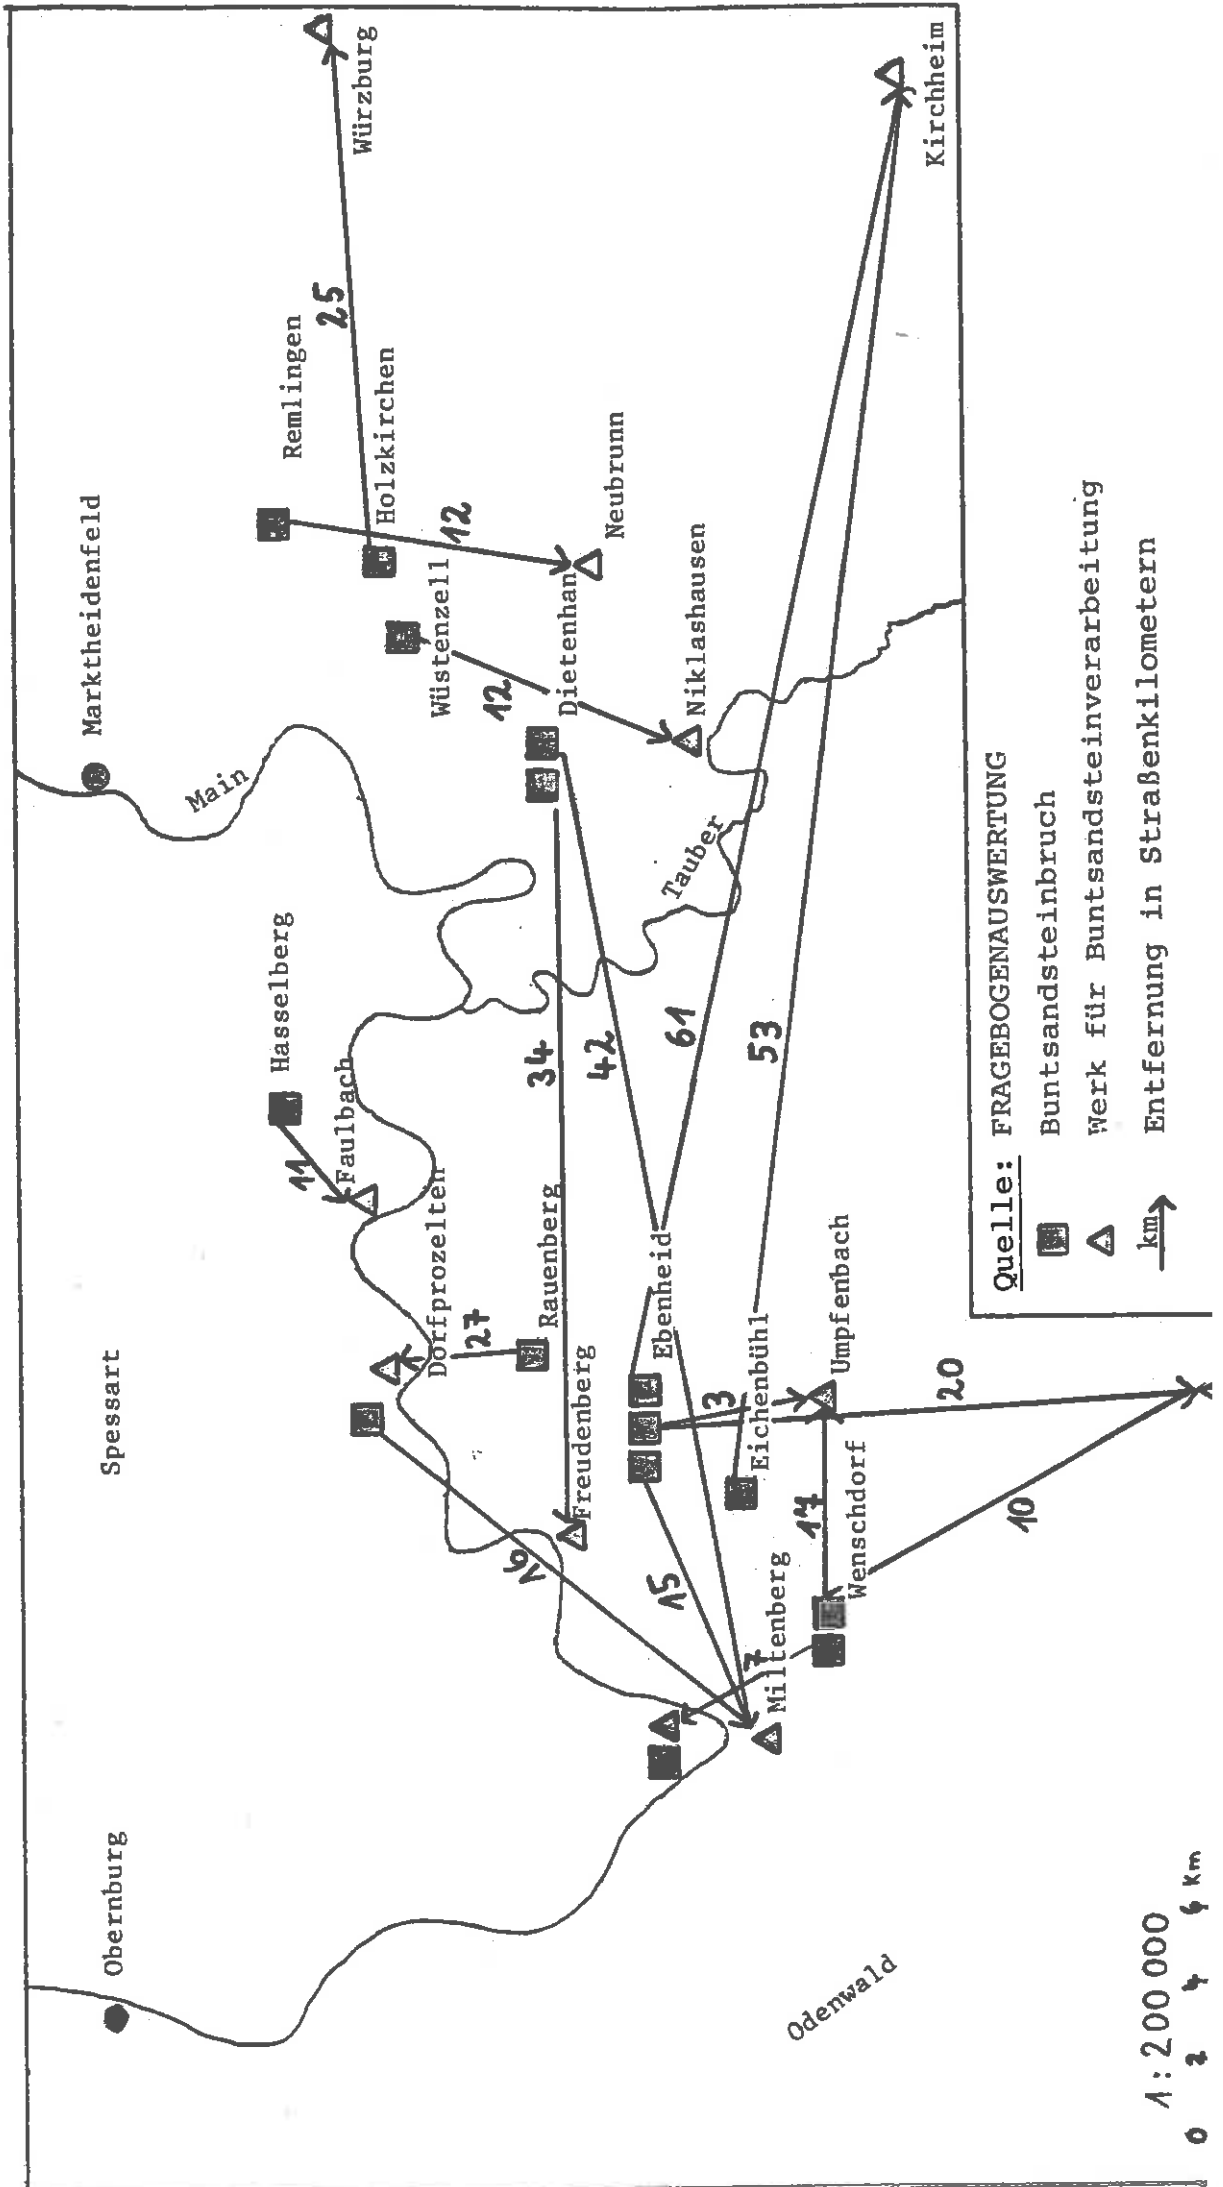 Obernburg
Spessart
Marktheidenfeld
Main
Hasselberg
11
Faulbach
Remlingen
25
Würzburg
Holzkirchen
12
Wüstenzell
12
Dorfprozelten
27
Rauenberg
34
Dietenhan
Neubrunn
16
Freudenberg
42
Ebenheid
61
Tauber
Niklashausen
15
3
53
Eichenbühl
7
Miltenberg
17
Umpfenbach
Wenschdorf
Kirchheim
20
10
Odenwald
Quelle: FRAGEBOGENAUSWERTUNG
Buntsandsteinbruch
Werk für Buntsandsteinverarbeitung
km Entfernung in Straßenkilometern
1:200 000
0 2 4 6 Km